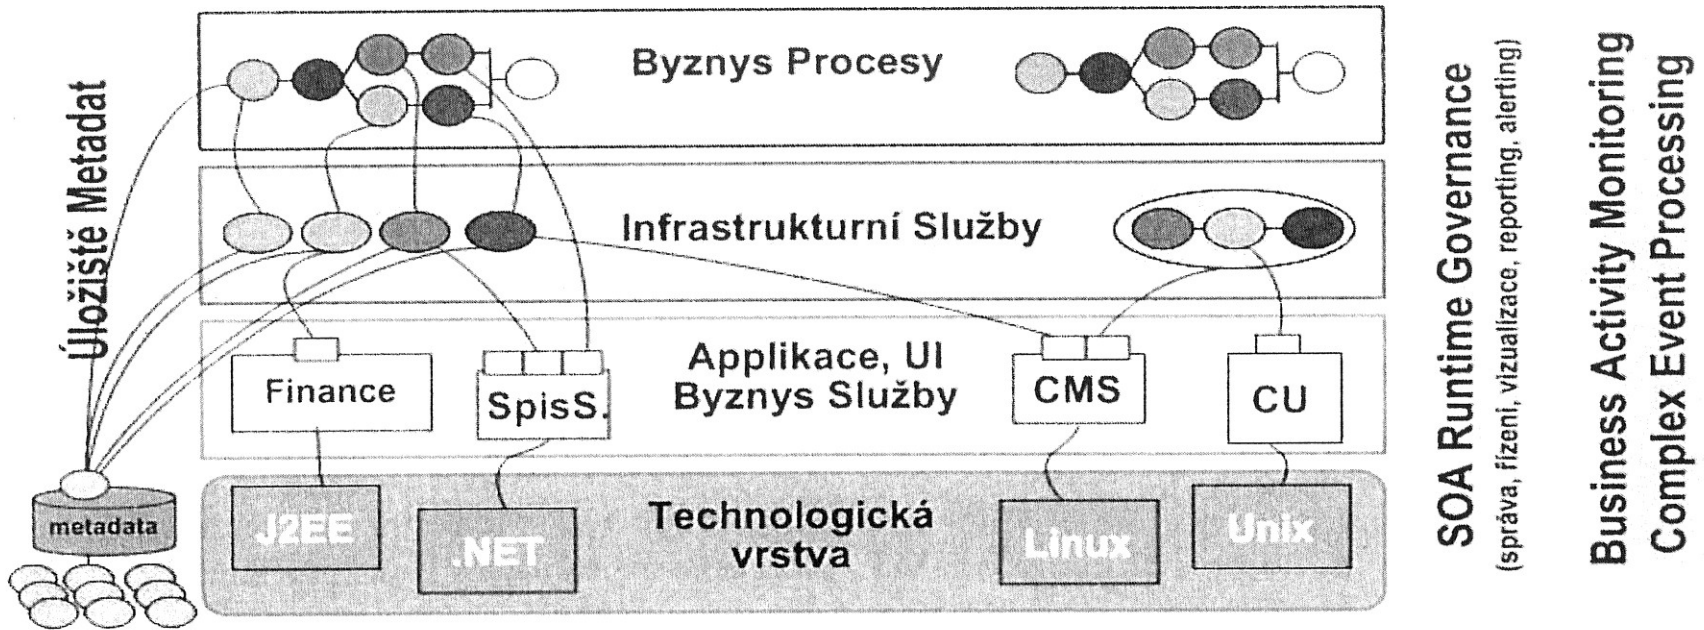 Úložiště Metadat
Byznys Procesy
Infrastrukturní Služby
Applikace, UI
Byznys Služby
Finance
SpisS.
CMS
CU
metadata
J2EE
.NET
Technologická
vrstva
Linux
Unix
SOA Runtime Governance
(správa, řízení, vizualizace, reporting, alerting)
Business Activity Monitoring
Complex Event Processing